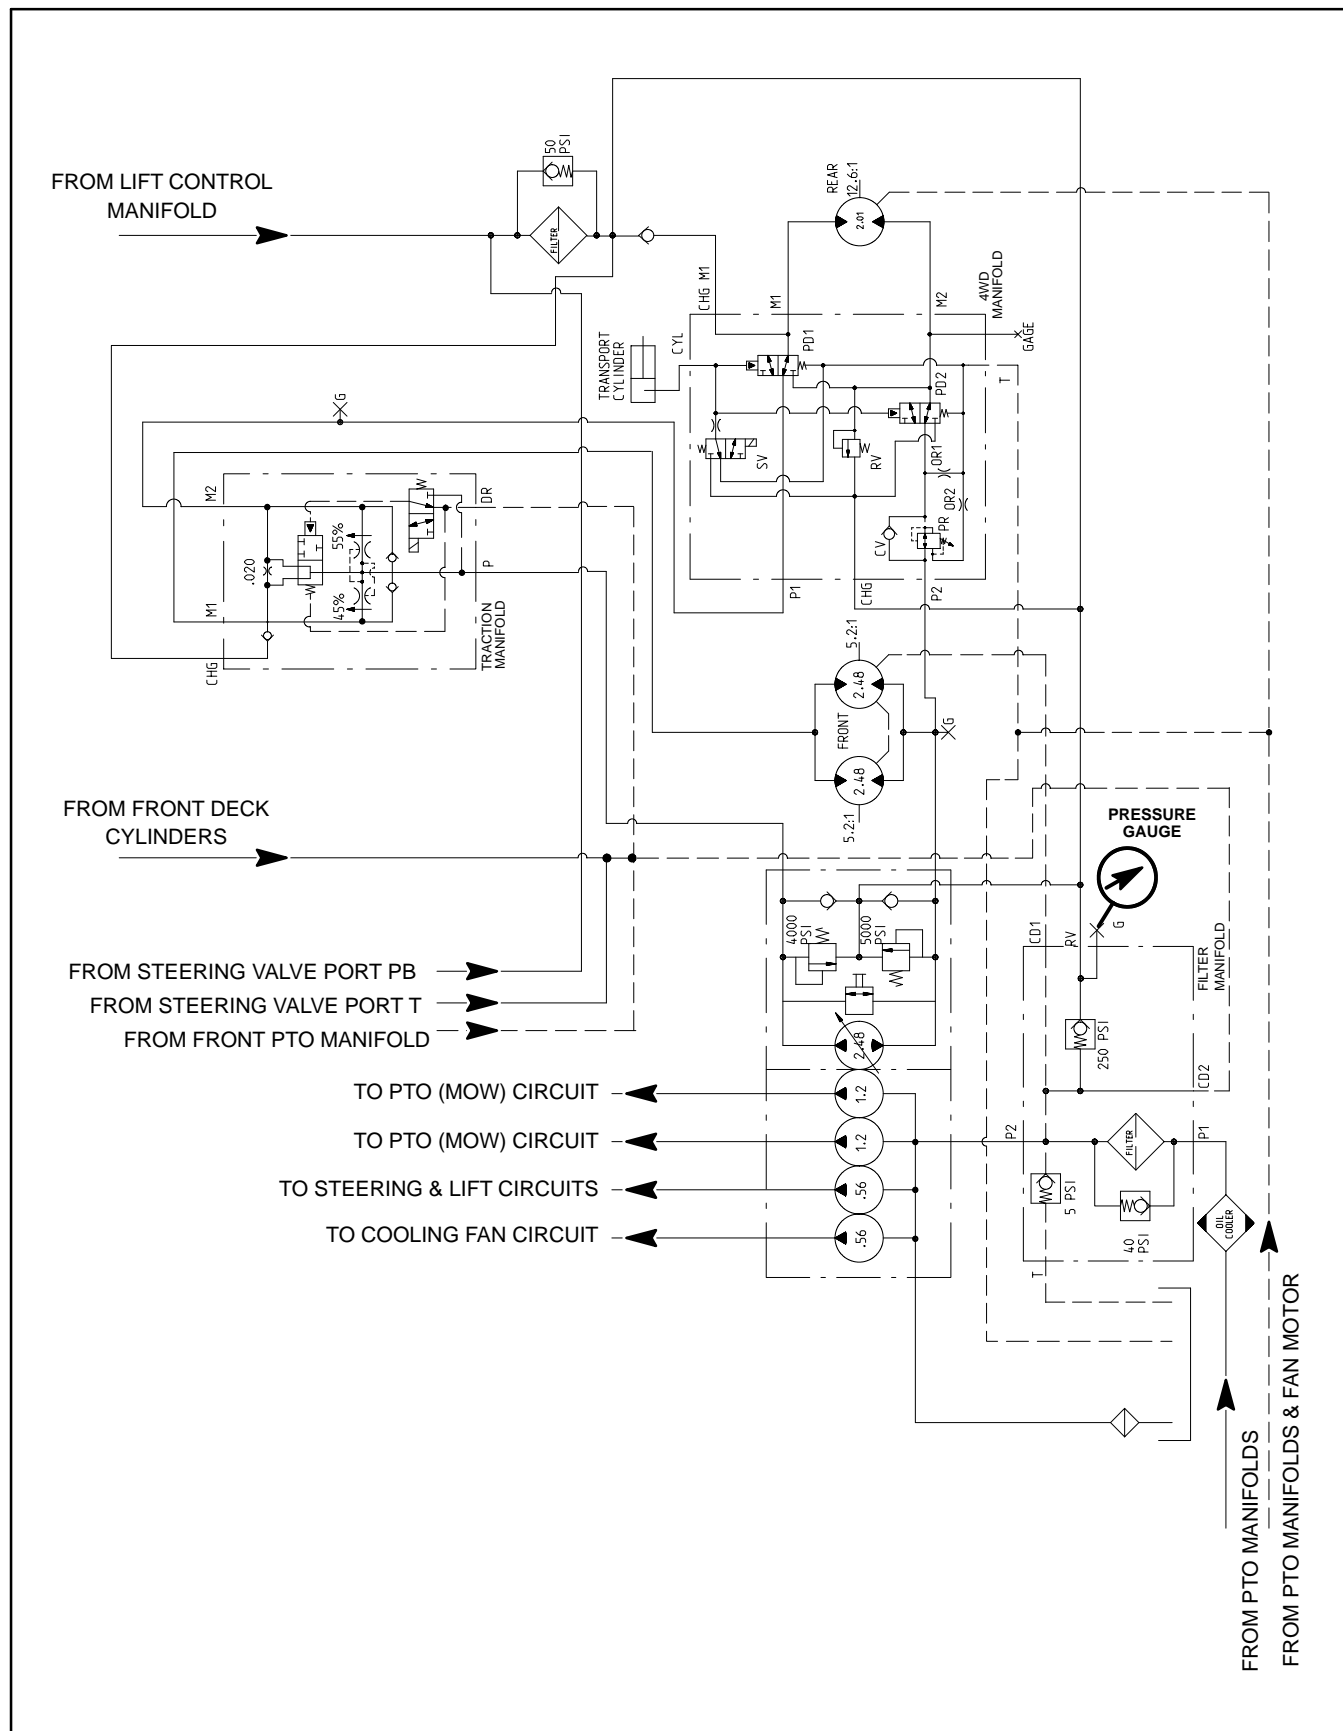 50
PSI
FROM LIFT CONTROL
MANIFOLD
FILTER
REAR
12.6:1
2.01
CHG M1
M1
M2
4WD
MANIFOLD
TRANSPORT
CYLINDER
CYL
PD1
GAGE
T
PD2
G
SV
RV
OR1
OR2
PR
CV
M2
DR
.020
55%
45%
P
M1
TRACTION
MANIFOLD
CHG
P1
CHG
P2
5.2:1
2.48
FRONT
G
2.48
5.2:1
FROM FRONT DECK
CYLINDERS
PRESSURE
GAUGE
4000
PSI
5000
PSI
CD1
RV
G
FILTER
MANIFOLD
FROM STEERING VALVE PORT PB
FROM STEERING VALVE PORT T
FROM FRONT PTO MANIFOLD
2.48
250 PSI
CD2
TO PTO (MOW) CIRCUIT
1.2
TO PTO (MOW) CIRCUIT
1.2
P2
FILTER
P1
TO STEERING & LIFT CIRCUITS
.56
5 PSI
TO COOLING FAN CIRCUIT
.56
40
PSI
OIL
COOLER
T
FROM PTO MANIFOLDS
FROM PTO MANIFOLDS & FAN MOTOR